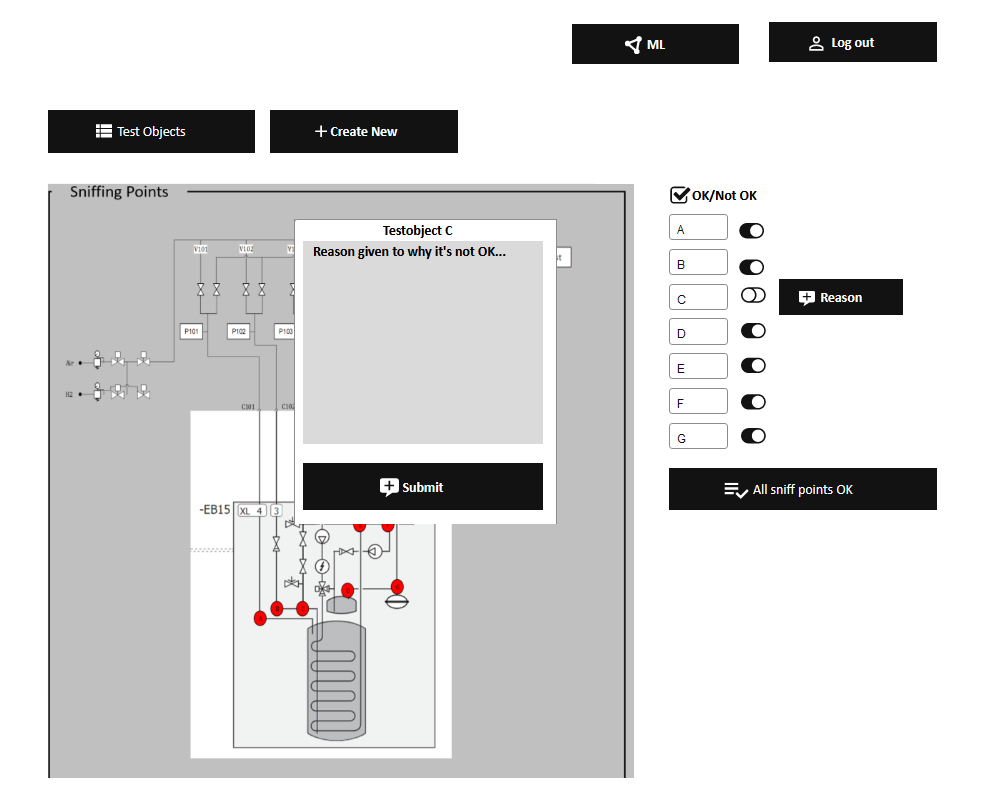 ML
Log out
Test Objects
Create New
Sniffing Points
OK/Not OK
Testobject C
Reason given to why it's not OK...
A
B
C
Reason
D
E
F
G
V101
V102
P101
P102
P103
Air
H2
C101
C102
Submit
All sniff points OK
-EB15
XL 4
3